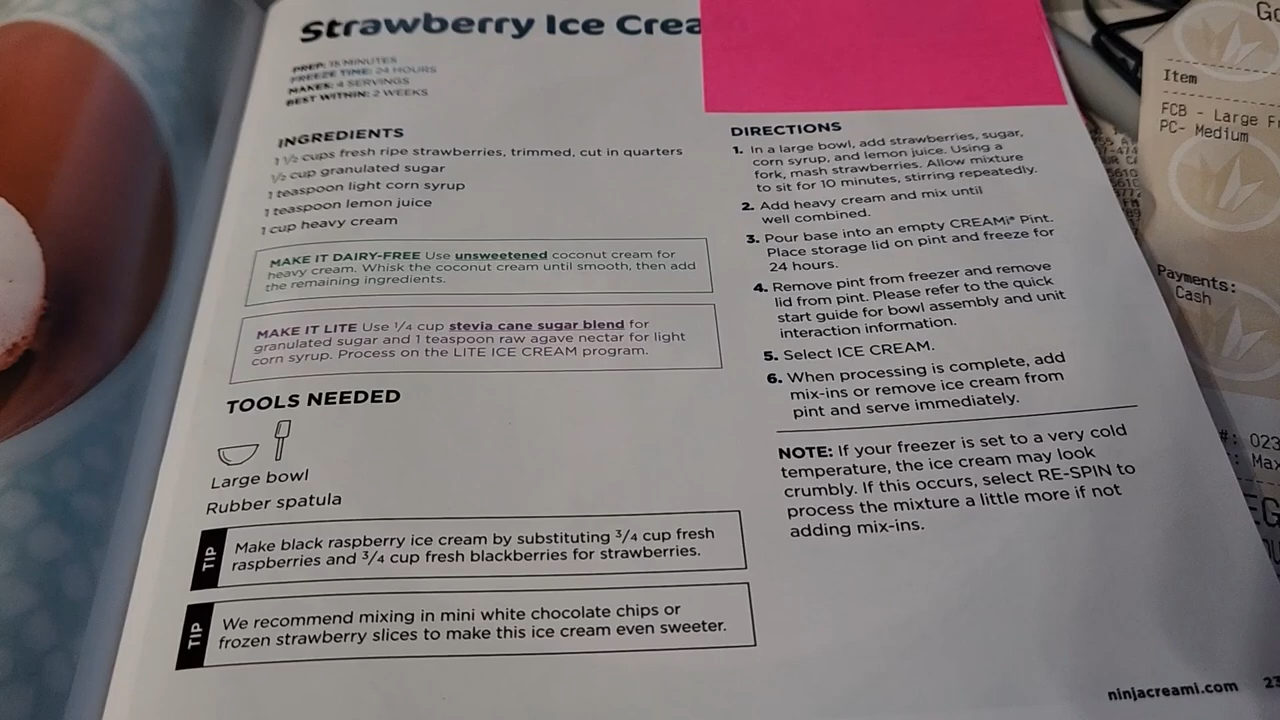 Strawberry Ice Crea
PREP: 15 MINUTES
FREEZE TIME: 24 HOURS
MAKES: 4 SERVINGS
BEST WITHIN: 2 WEEKS
INGREDIENTS
1 ½ cups fresh ripe strawberries, trimmed, cut in quarters
½ cup granulated sugar
1 teaspoon light corn syrup
1 teaspoon lemon juice
1 cup heavy cream
MAKE IT DAIRY-FREE Use unsweetened coconut cream for
heavy cream. Whisk the coconut cream until smooth, then add
the remaining ingredients.
MAKE IT LITE Use 1/4 cup stevia cane sugar blend for
granulated sugar and 1 teaspoon raw agave nectar for light
corn syrup. Process on the LITE ICE CREAM program.
TOOLS NEEDED
Large bowl
Rubber spatula
TIP
Make black raspberry ice cream by substituting 3/4 cup fresh
raspberries and 3/4 cup fresh blackberries for strawberries.
TIP
We recommend mixing in mini white chocolate chips or
frozen strawberry slices to make this ice cream even sweeter.
DIRECTIONS
1. In a large bowl, add strawberries, sugar,
corn syrup, and lemon juice. Using a
fork, mash strawberries. Allow mixture
to sit for 10 minutes, stirring repeatedly.
2. Add heavy cream and mix until
well combined.
3. Pour base into an empty CREAMi® Pint.
Place storage lid on pint and freeze for
24 hours.
4. Remove pint from freezer and remove
lid from pint. Please refer to the quick
start guide for bowl assembly and unit
interaction information.
5. Select ICE CREAM.
6. When processing is complete, add
mix-ins or remove ice cream from
pint and serve immediately.
NOTE: If your freezer is set to a very cold
temperature, the ice cream may look
crumbly. If this occurs, select RE-SPIN to
process the mixture a little more if not
adding mix-ins.
ninjacreami.com 23
Go
Item
FCB - Large Fr
PC- Medium
Payments:
Cash
#: 023
: Max